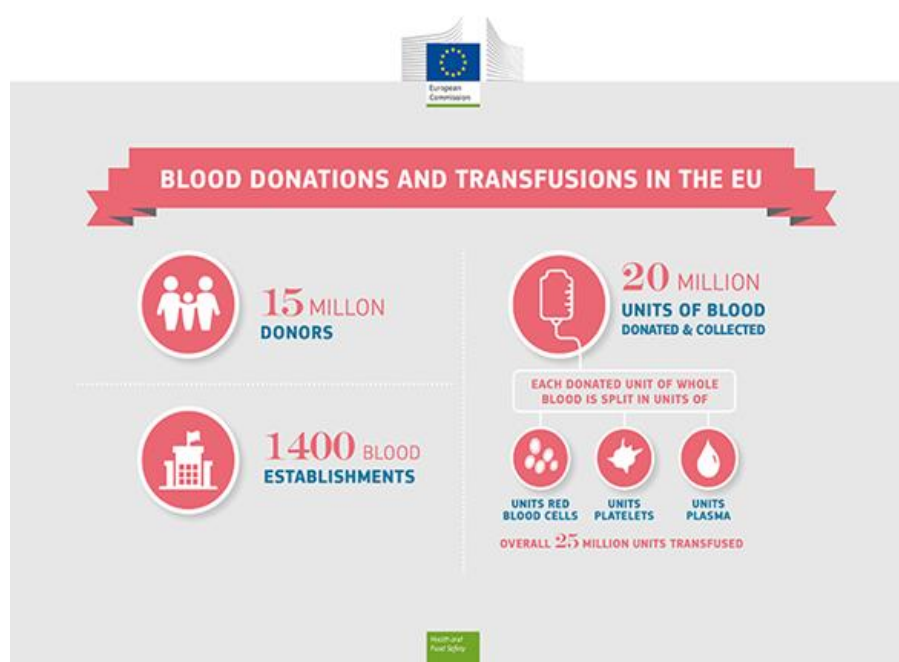 European
Commission
BLOOD DONATIONS AND TRANSFUSIONS IN THE EU
15 MILLON
DONORS
1400 BLOOD
ESTABLISHMENTS
20 MILLION
UNITS OF BLOOD
DONATED & COLLECTED
EACH DONATED UNIT OF WHOLE
BLOOD IS SPLIT IN UNITS OF
UNITS RED
BLOOD CELLS
UNITS
PLATELETS
UNITS
PLASMA
OVERALL 25 MILLION UNITS TRANSFUSED
Health and
Food Safety